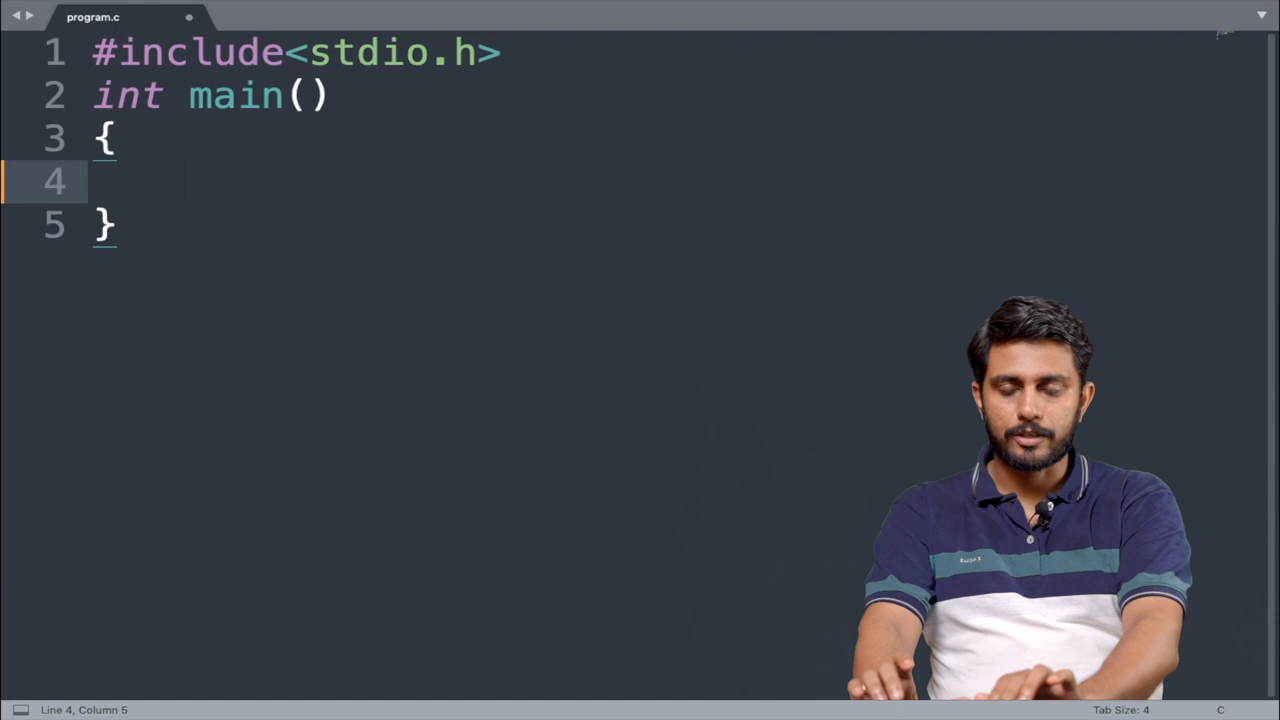 program.c
1 #include<stdio.h>
2 int main()
3 {
4
5 }
Line 4, Column 5
Tab Size: 4
C